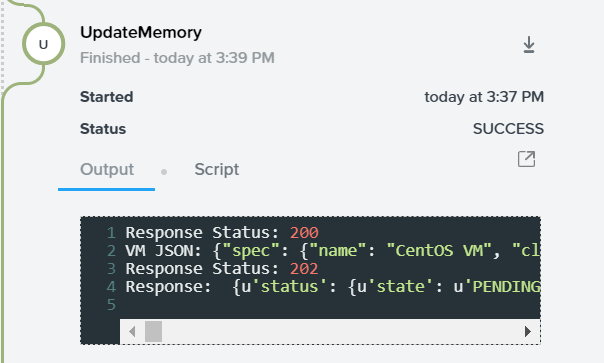 U
UpdateMemory
Finished - today at 3:39 PM
Started today at 3:37 PM
Status SUCCESS
Output Script
1 Response Status: 200
2 VM JSON: {"spec": {"name": "CentOS VM", "cl
3 Response Status: 202
4 Response:  {u'status': {u'state': u'PENDING
5